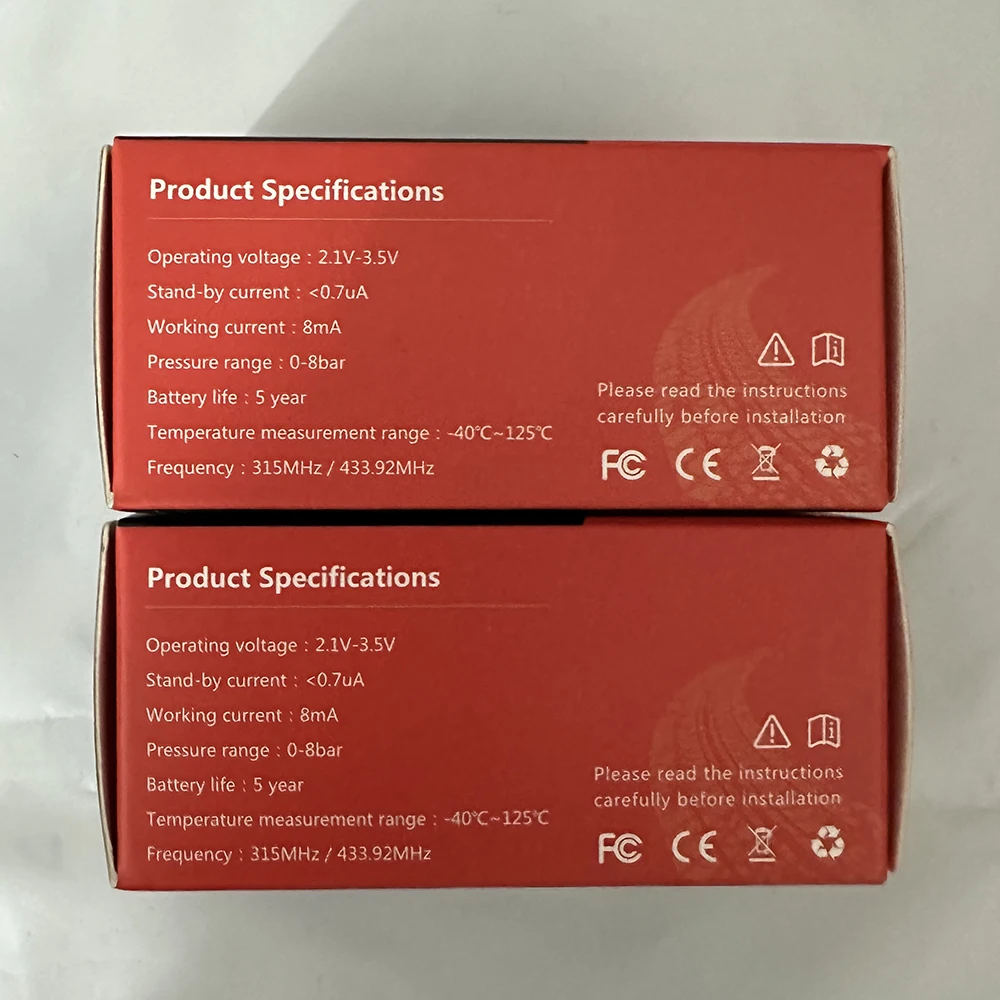 Product Specifications
Operating voltage : 2.1V-3.5V
Stand-by current : <0.7uA
Working current : 8mA
Pressure range : 0-8bar
Battery life : 5 year
Temperature measurement range : -40℃~125℃
Frequency : 315MHz / 433.92MHz
Please read the instructions
carefully before installation
FC CE
Product Specifications
Operating voltage : 2.1V-3.5V
Stand-by current : <0.7uA
Working current : 8mA
Pressure range : 0-8bar
Battery life : 5 year
Temperature measurement range : -40℃~125℃
Frequency : 315MHz / 433.92MHz
Please read the instructions
carefully before installation
FC CE